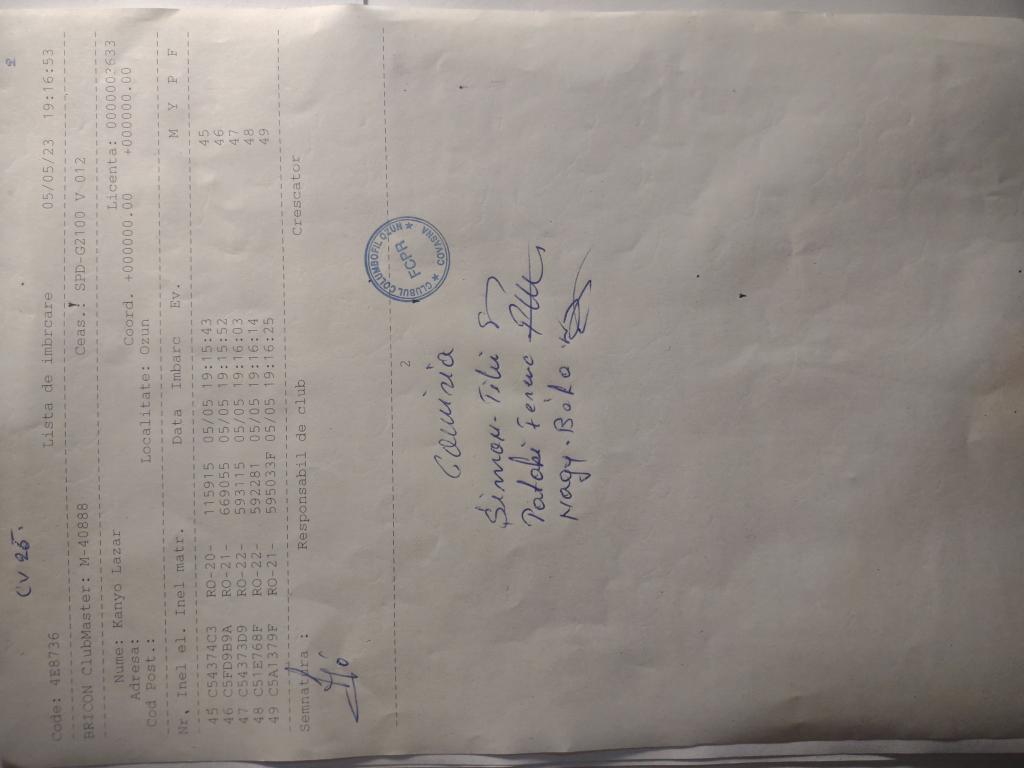 CV 25.
2
Code: 4E8736 Lista de imbrcare 05/05/23 19:16:53
BRICON ClubMaster: M-40888 Ceas.: SPD-G2100 V 012
Nume: Kanyo Lazar Licenta: 0000002633
Adresa: Coord. +000000.00 +000000.00
Cod Post.: Localitate: Ozun
Nr. Inel el. Inel matr. Data Imbarc Ev. M Y P F
45 C54374C3 RO-20- 115915 05/05 19:15:43 45
46 C5FD9B9A RO-21- 669055 05/05 19:15:52 46
47 C54373D9 RO-22- 593115 05/05 19:16:03 47
48 C51E768F RO-22- 592281 05/05 19:16:14 48
49 C5A1379F RO-21- 595033F 05/05 19:16:25 49
Semnatura : Responsabil de club Crescator
2
CLUBUL COLUMBOFIL OZUN
FCPR
COVASNA
Comisia
Simon-Tibi
Pataki Ferenc
Nagy-Bóto